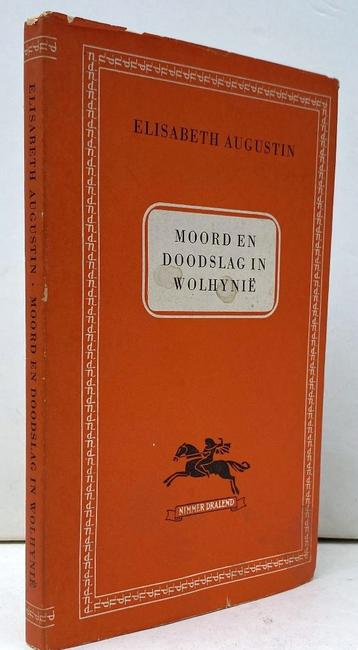 ELISABETH AUGUSTIN
MOORD EN
DOODSLAG IN
WOLHYNIË
NIMMER DRALEND
ELISABETH AUGUSTIN · MOORD EN DOODSLAG IN WOLHYNIË